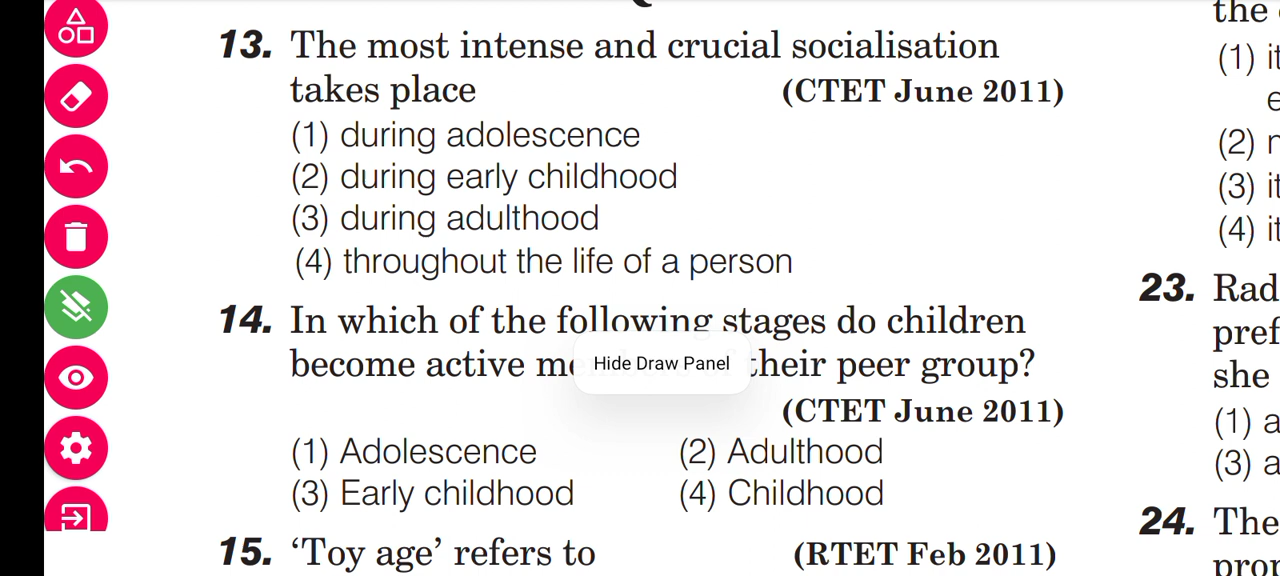 13. The most intense and crucial socialisation
takes place (CTET June 2011)
(1) during adolescence
(2) during early childhood
(3) during adulthood
(4) throughout the life of a person
14. In which of the following stages do children
become active their peer group?
Hide Draw Panel
(CTET June 2011)
(1) Adolescence (2) Adulthood
(3) Early childhood (4) Childhood
15. ‘Toy age’ refers to (RTET Feb 2011)
the
(1)
(2)
(3)
(4)
23.
she
(1)
(3)
24. The